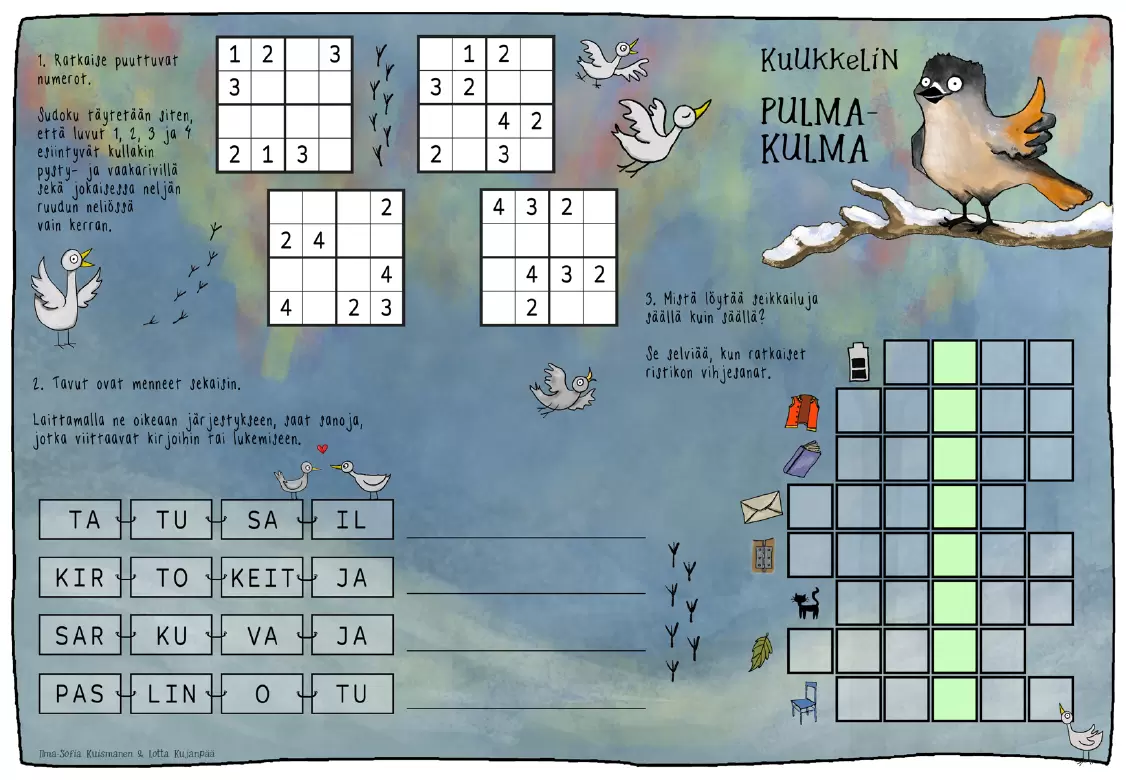 KUUKKELIN
PULMA-
KULMA
1. Ratkaise puuttuvat
numerot.
Sudoku täytetään siten,
että luvut 1, 2, 3 ja 4
esiintyvät kullakin
pysty- ja vaakarivillä
sekä jokaisessa neljän
ruudun neliössä
vain kerran.
1 2 3
3
2 1 3
1 2
3 2
4 2
2 3
2
2 4
4
4 2 3
4 3 2
4 3 2
2
2. Tavut ovat menneet sekaisin.
Laittamalla ne oikeaan järjestykseen, saat sanoja,
jotka viittaavat kirjoihin tai lukemiseen.
TA TU SA IL
KIR TO KEIT JA
SAR KU VA JA
PAS LIN O TU
3. Mistä löytää seikkailuja
säällä kuin säällä?
Se selviää, kun ratkaiset
ristikon vihjesanat.
Ilma-Sofia Kuismanen & Lotta Kujanpää